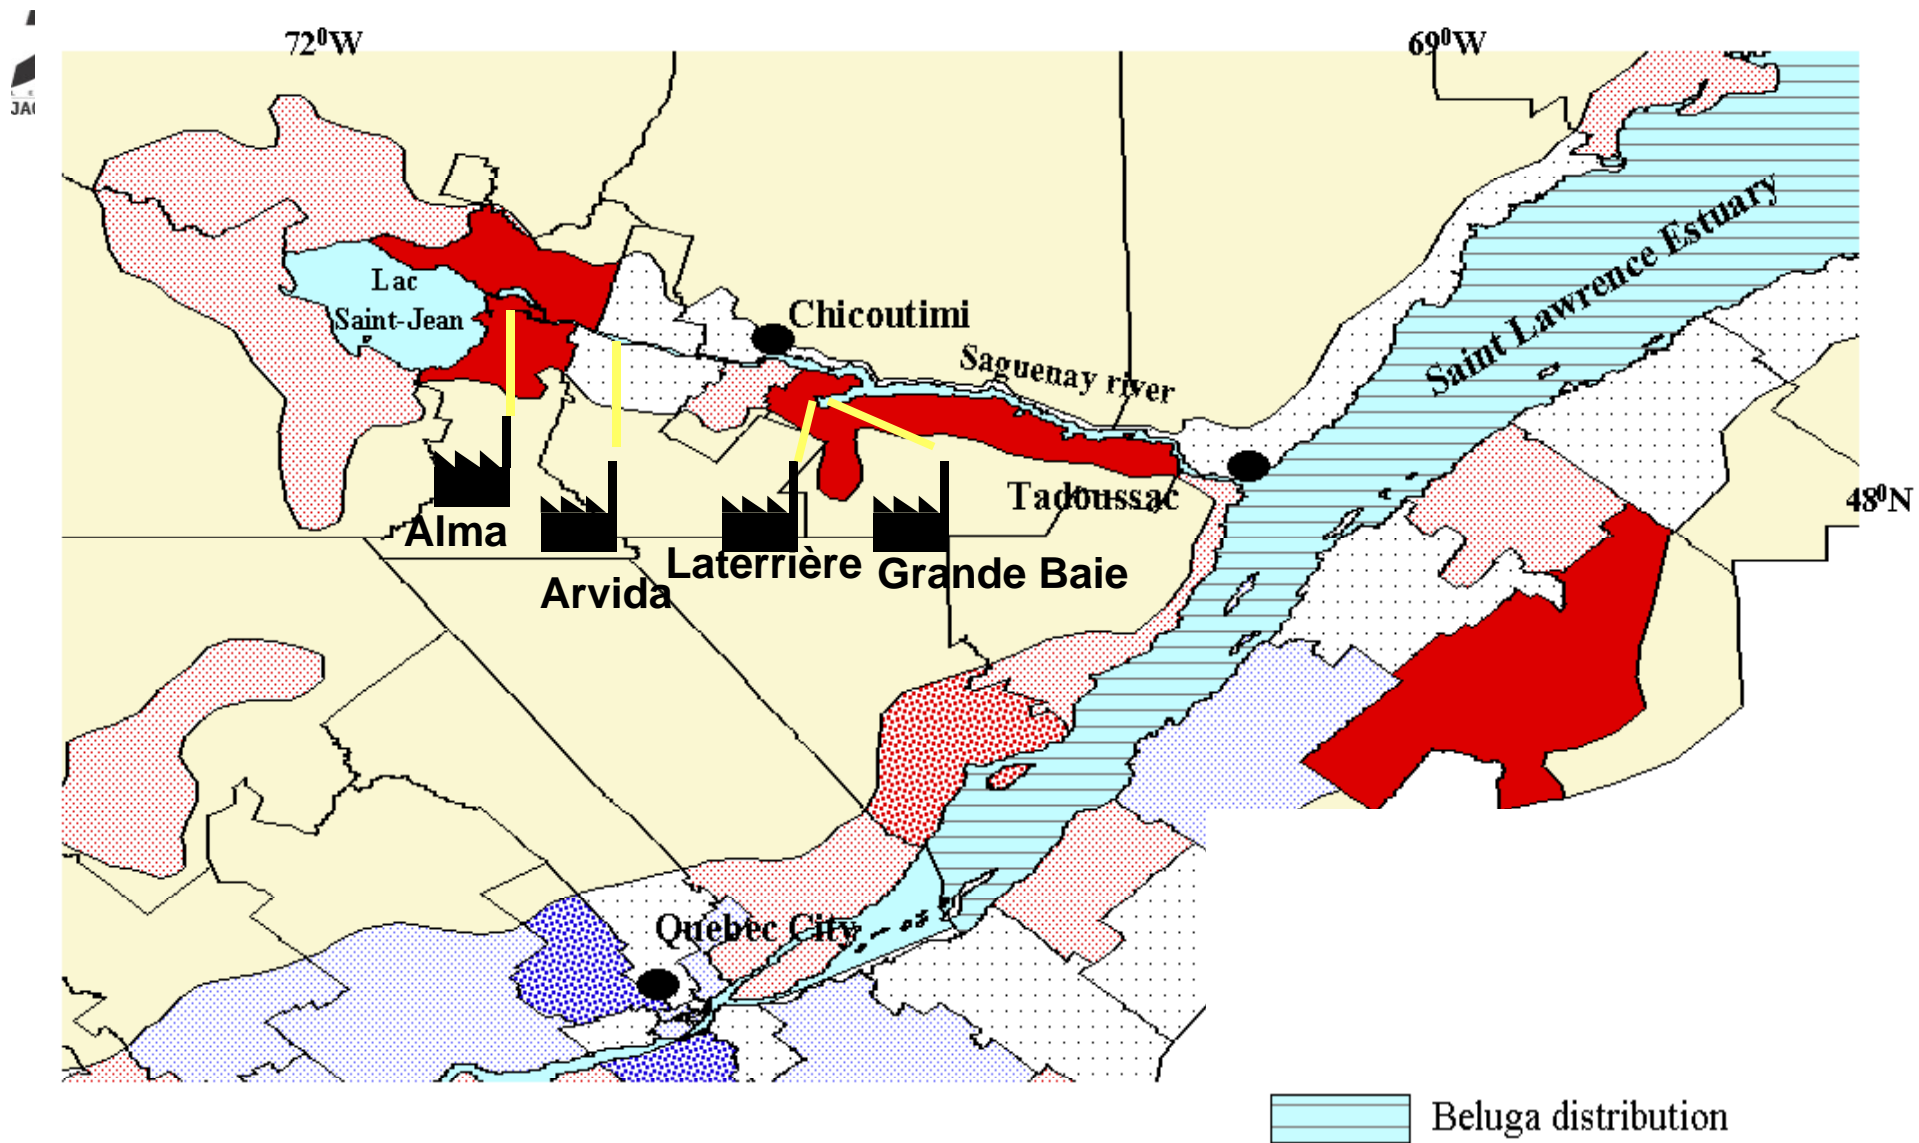 72⁰W
69⁰W
JAC
Lac
Saint-Jean
Chicoutimi
Saguenay river
Saint Lawrence Estuary
Tadoussac
48⁰N
Alma
Arvida
Laterrière
Grande Baie
Quebec City
Beluga distribution